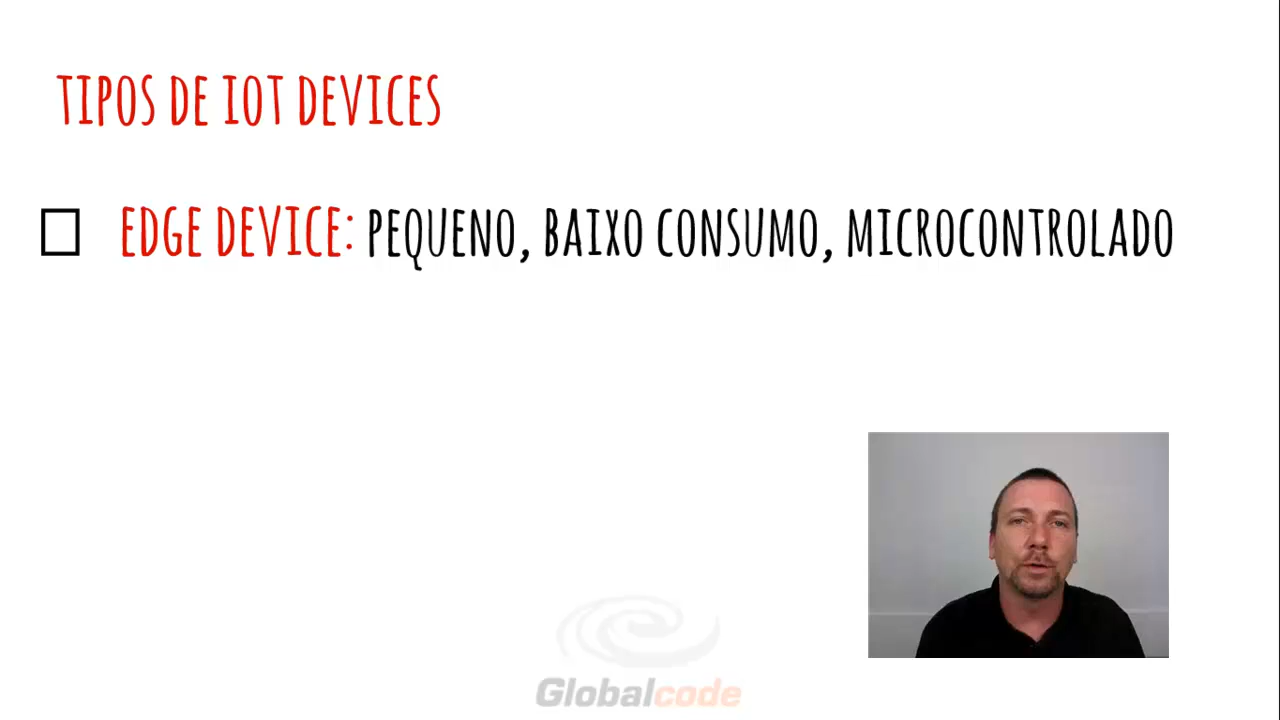 TIPOS DE IOT DEVICES
EDGE DEVICE: PEQUENO, BAIXO CONSUMO, MICROCONTROLADO
Globalcode